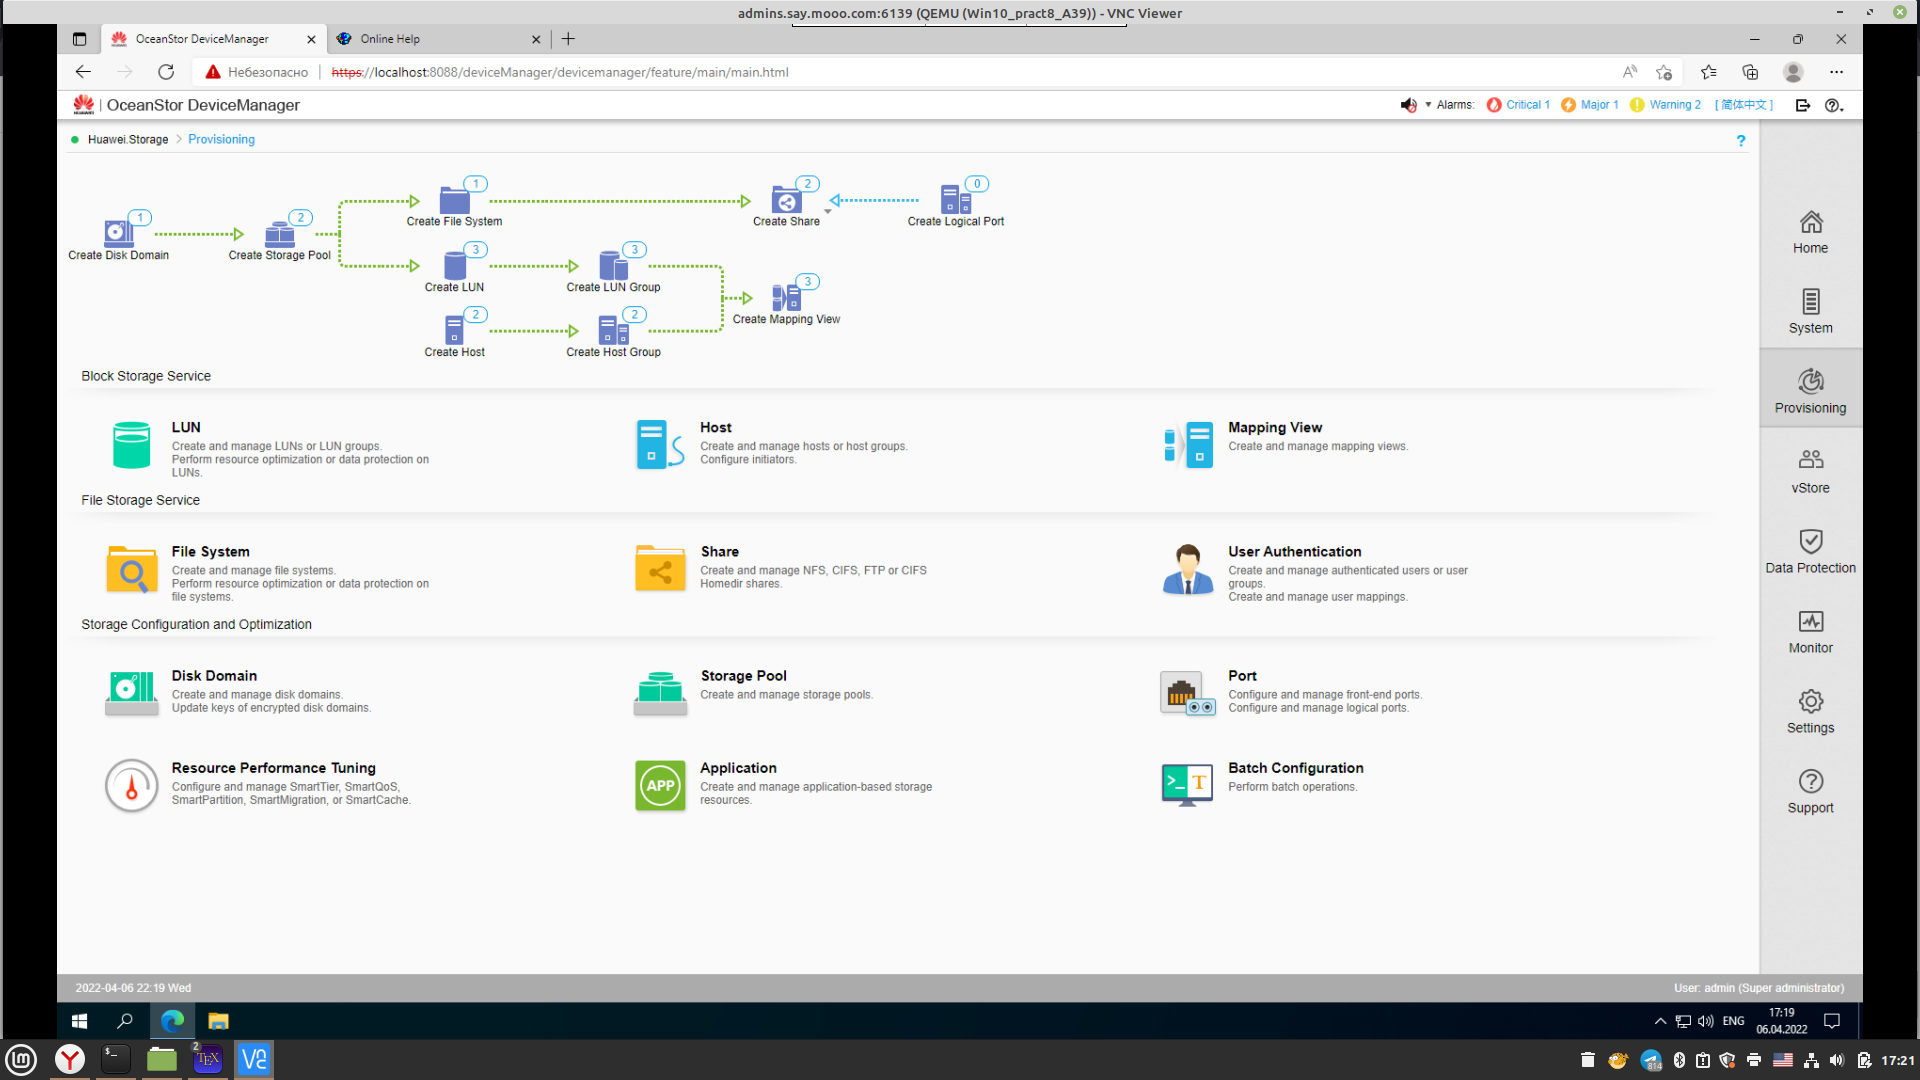 admins.say.mooo.com:6139 (QEMU (Win10_pract8_A39)) - VNC Viewer
OceanStor DeviceManager
Online Help
Небезопасно
https://localhost:8088/deviceManager/devicemanager/feature/main/main.html
HUAWEI | OceanStor DeviceManager
Alarms: Critical 1 Major 1 Warning 2 [ 简体中文 ]
Huawei.Storage > Provisioning
?
1
Create Disk Domain
2
Create Storage Pool
1
Create File System
2
Create Share
0
Create Logical Port
3
Create LUN
3
Create LUN Group
3
Create Mapping View
2
Create Host
2
Create Host Group
Block Storage Service
LUN
Create and manage LUNs or LUN groups.
Perform resource optimization or data protection on
LUNs.
Host
Create and manage hosts or host groups.
Configure initiators.
Mapping View
Create and manage mapping views.
File Storage Service
File System
Create and manage file systems.
Perform resource optimization or data protection on
file systems.
Share
Create and manage NFS, CIFS, FTP or CIFS
Homedir shares.
User Authentication
Create and manage authenticated users or user
groups.
Create and manage user mappings.
Storage Configuration and Optimization
Disk Domain
Create and manage disk domains.
Update keys of encrypted disk domains.
Storage Pool
Create and manage storage pools.
Port
Configure and manage front-end ports.
Configure and manage logical ports.
Resource Performance Tuning
Configure and manage SmartTier, SmartQoS,
SmartPartition, SmartMigration, or SmartCache.
APP
Application
Create and manage application-based storage
resources.
>_ T
Batch Configuration
Perform batch operations.
Home
System
Provisioning
vStore
Data Protection
Monitor
Settings
Support
2022-04-06 22:19 Wed
User: admin (Super administrator)
ENG
17:19
06.04.2022
2
TEX
814
17:21